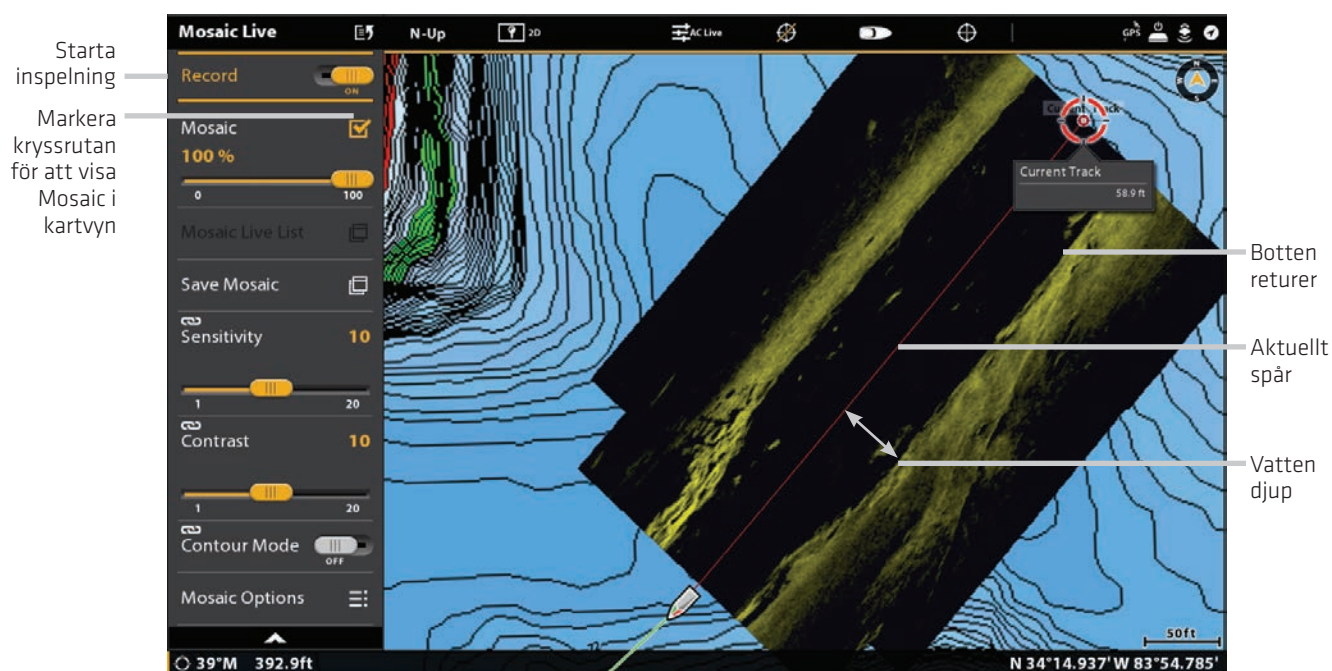 Mosaic Live
N-Up
2D
AC Live
GPS
Starta
inspelning
Record
ON
Markera
kryssrutan
för att visa
Mosaic i
kartvyn
Mosaic
100 %
0 100
Mosaic Live List
Save Mosaic
Sensitivity 10
1 20
Contrast 10
1 20
Contour Mode
OFF
Mosaic Options
N
Current Track
Current Track
58.9 ft
Botten
returer
Aktuellt
spår
Vatten
djup
50ft
39°M 392.9ft
N 34°14.937' W 83°54.785'